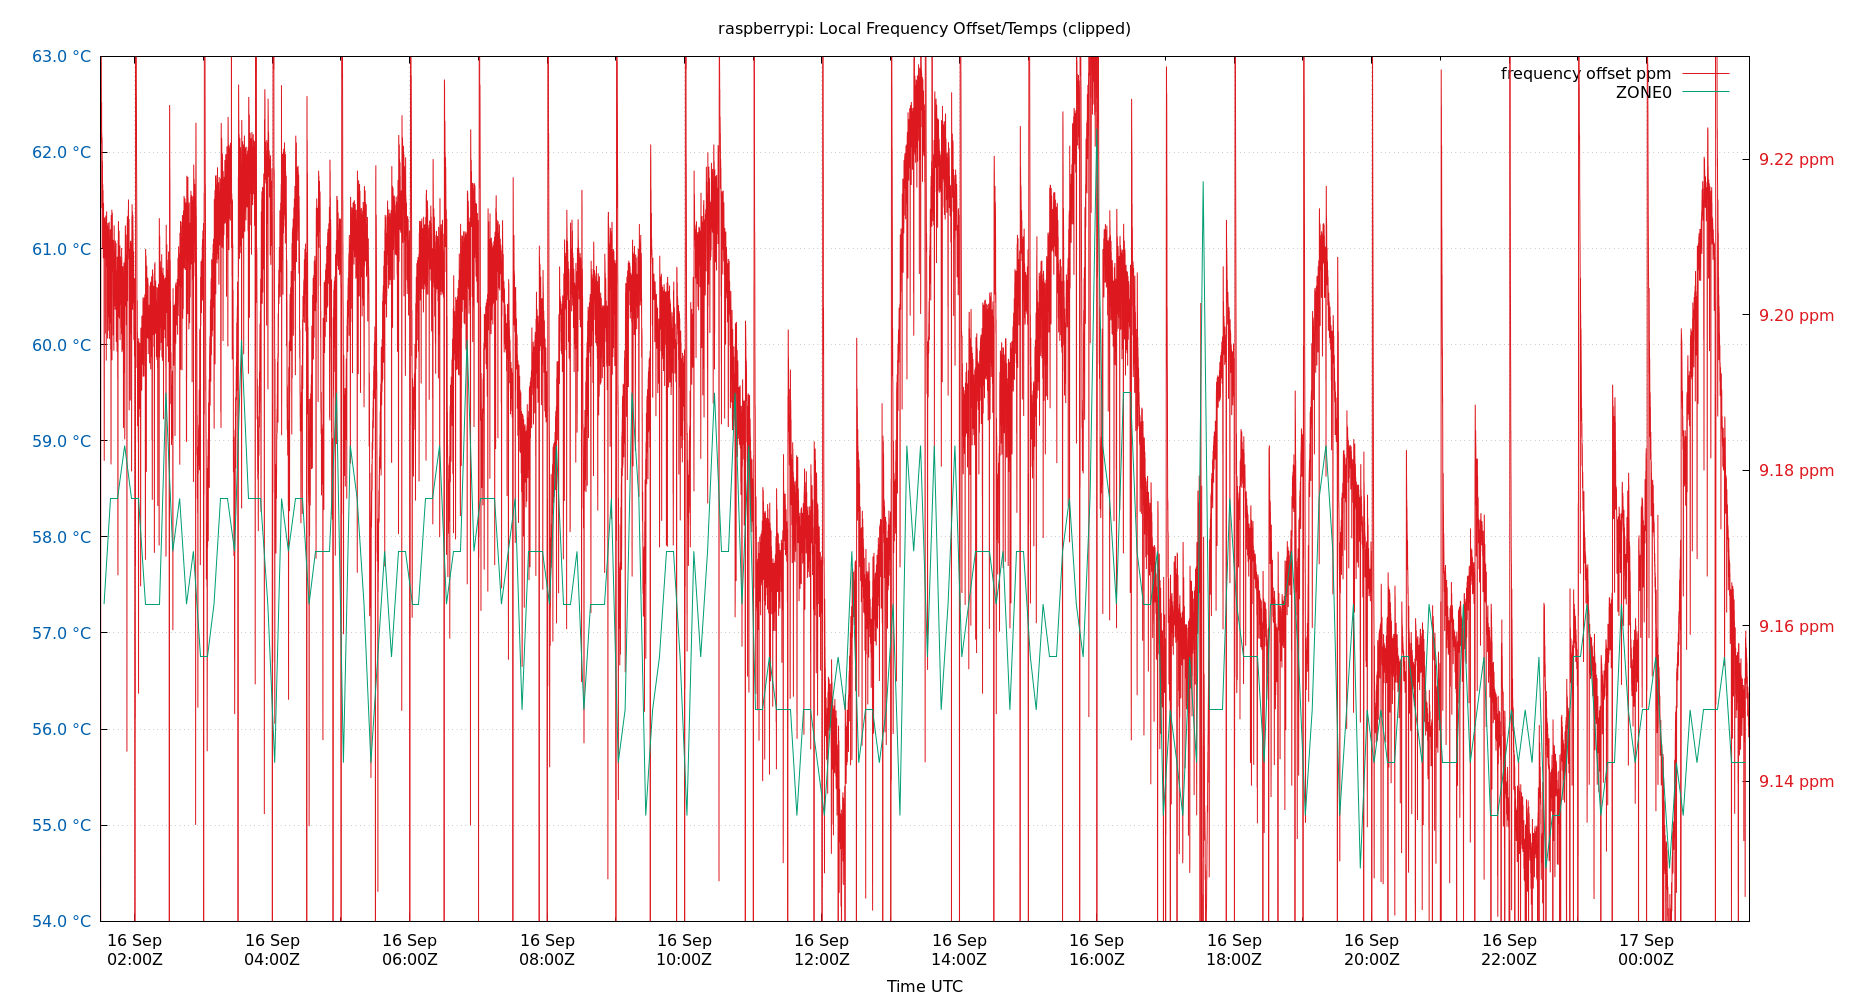 raspberrypi: Local Frequency Offset/Temps (clipped)
63.0 °C
62.0 °C
61.0 °C
60.0 °C
59.0 °C
58.0 °C
57.0 °C
56.0 °C
55.0 °C
54.0 °C
frequency offset ppm
ZONE0
9.22 ppm
9.20 ppm
9.18 ppm
9.16 ppm
9.14 ppm
16 Sep 16 Sep 16 Sep 16 Sep 16 Sep 16 Sep 16 Sep 16 Sep 16 Sep 16 Sep 16 Sep 17 Sep
02:00Z 04:00Z 06:00Z 08:00Z 10:00Z 12:00Z 14:00Z 16:00Z 18:00Z 20:00Z 22:00Z 00:00Z
Time UTC